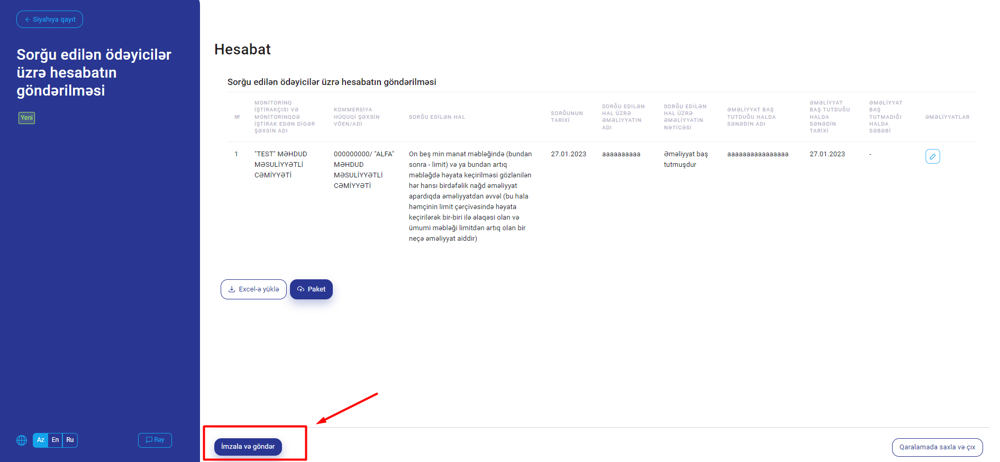 Siyahıya qayıt
Sorğu edilən ödəyicilər
üzrə hesabatın
göndərilməsi
Yeni
Az En Ru
Rəy
Hesabat
Sorğu edilən ödəyicilər üzrə hesabatın göndərilməsi
№
MONİTORİNQ
İŞTİRAKÇISI VƏ
MONİTORİNQDƏ
İŞTİRAK EDƏN DİGƏR
ŞƏXSİN ADI
KOMMERSİYA
HÜQUQİ ŞƏXSİN
VÖEN/ADI
SORĞU EDİLƏN HAL
SORĞUNUN
TARİXİ
SORĞU EDİLƏN
HAL ÜZRƏ
ƏMƏLİYYATIN
ADI
SORĞU EDİLƏN
HAL ÜZRƏ
ƏMƏLİYYATIN
NƏTİCƏSİ
ƏMƏLİYYAT BAŞ
TUTDUĞU HALDA
SƏNƏDİN ADI
ƏMƏLİYYAT
BAŞ TUTDUĞU
HALDA
SƏNƏDİN
TARİXİ
ƏMƏLİYYAT
BAŞ
TUTMADIĞI
HALDA
SƏBƏBİ
ƏMƏLİYYATLAR
1
"TEST" MƏHDUD
MƏSULİYYƏTLİ
CƏMİYYƏTİ
000000000/ "ALFA"
MƏHDUD
MƏSULİYYƏTLİ
CƏMİYYƏTİ
On beş min manat məbləğində (bundan
sonra - limit) və ya bundan artıq
məbləğdə həyata keçirilməsi gözlənilən
hər hansı birdəfəlik nağd əməliyyat
apardıqda əməliyyatdan əvvəl (bu hala
həmçinin limit çərçivəsində həyata
keçirilərək bir-biri ilə əlaqəsi olan və
ümumi məbləği limitdən artıq olan bir
neçə əməliyyat aiddir)
27.01.2023
aaaaaaaaaa
Əməliyyat baş
tutmuşdur
aaaaaaaaaaaaaaaa
27.01.2023
-
Excel-ə yüklə
Paket
İmzala və göndər
Qaralamada saxla və çıx